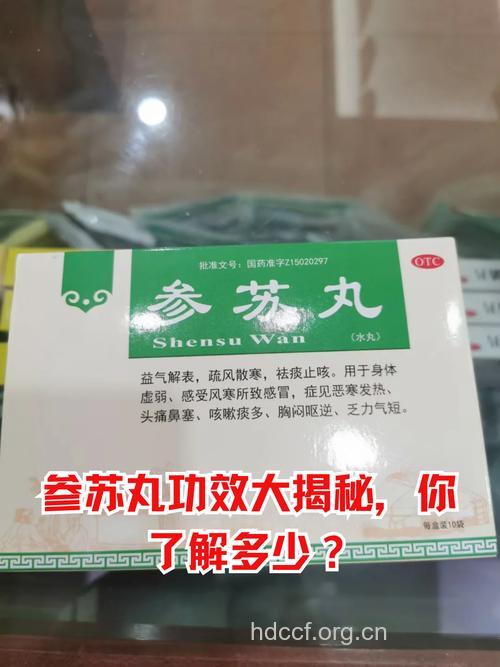 批准文号：国药准字Z15020297
OTC
参苏丸
Shensu Wan
（水丸）
益气解表，疏风散寒，祛痰止咳。用于身体
虚弱、感受风寒所致感冒，症见恶寒发热、
头痛鼻塞、咳嗽痰多、胸闷呕逆、乏力气短。
参苏丸功效大揭秘，你
了解多少？
每盒装10袋
hdccf.org.cn